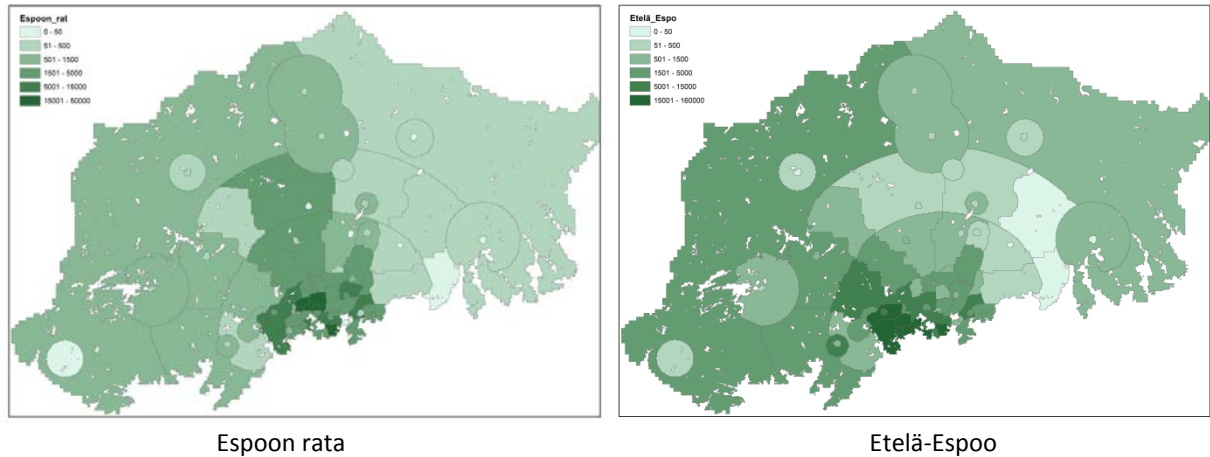 Espoon_rat
0 - 50
51 - 500
501 - 1500
1501 - 5000
5001 - 15000
15001 - 50000
Etelä_Espo
0 - 50
51 - 500
501 - 1500
1501 - 5000
5001 - 15000
15001 - 160000
Espoon rata
Etelä-Espoo